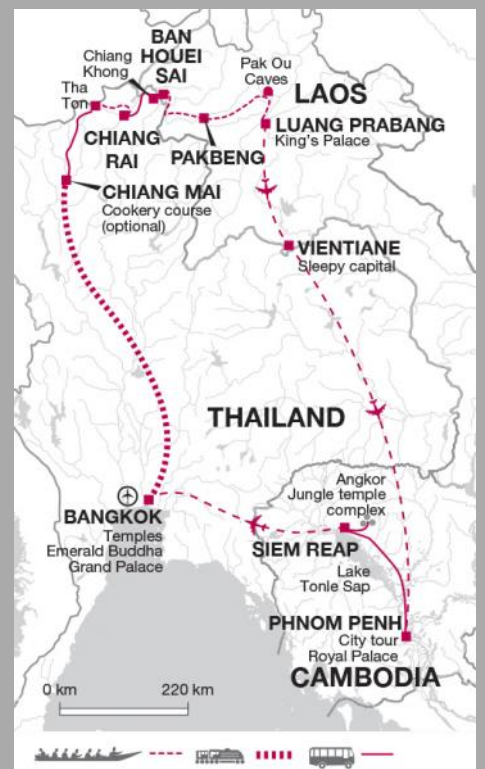 BAN
HOUEI
SAI
Chiang
Khong
Tha
Ton
CHIANG
RAI
PAKBENG
Pak Ou
Caves
LAOS
LUANG PRABANG
King's Palace
CHIANG MAI
Cookery course
(optional)
VIENTIANE
Sleepy capital
THAILAND
BANGKOK
Temples
Emerald Buddha
Grand Palace
Angkor
Jungle temple
complex
SIEM REAP
Lake
Tonle Sap
PHNOM PENH
City tour
Royal Palace
CAMBODIA
0 km
220 km